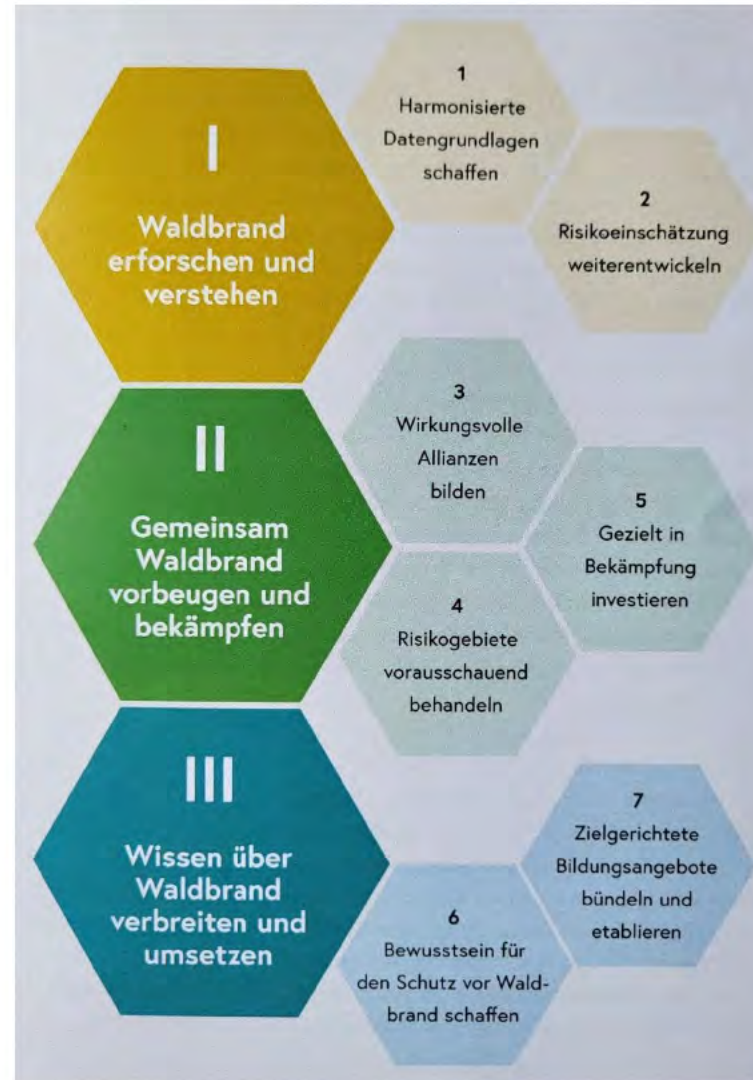 I
Waldbrand
erforschen und
verstehen
1
Harmonisierte
Datengrundlagen
schaffen
2
Risikoeinschätzung
weiterentwickeln
II
Gemeinsam
Waldbrand
vorbeugen und
bekämpfen
3
Wirkungsvolle
Allianzen
bilden
4
Risikogebiete
vorausschauend
behandeln
5
Gezielt in
Bekämpfung
investieren
III
Wissen über
Waldbrand
verbreiten und
umsetzen
6
Bewusstsein für
den Schutz vor Wald-
brand schaffen
7
Zielgerichtete
Bildungsangebote
bündeln und
etablieren